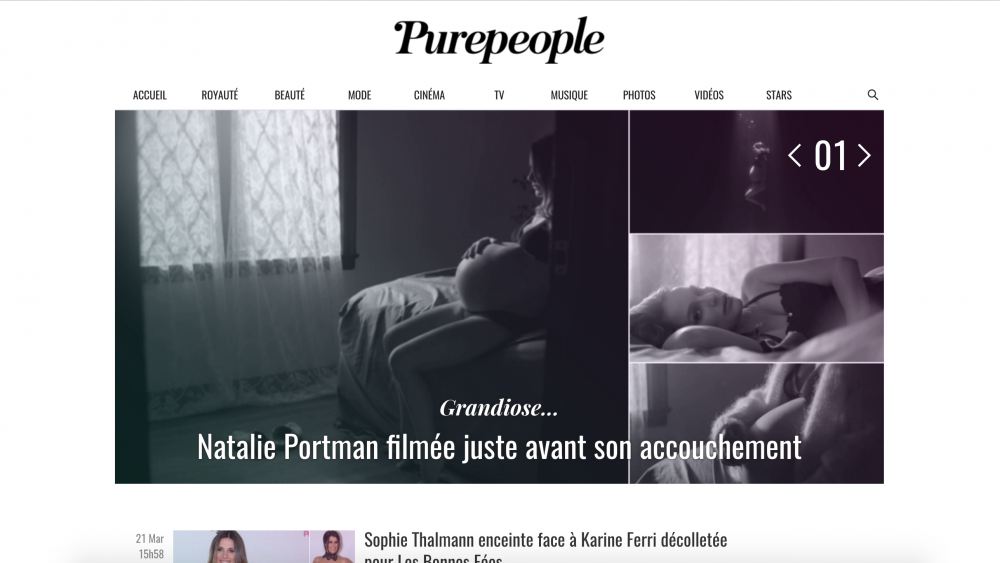 Purepeople
ACCUEIL ROYAUTÉ BEAUTÉ MODE CINÉMA TV MUSIQUE PHOTOS VIDÉOS STARS
< 01 >
Grandiose...
Natalie Portman filmée juste avant son accouchement
21 Mar
15h58
Sophie Thalmann enceinte face à Karine Ferri décolletée
pour Les Bonnes Fées